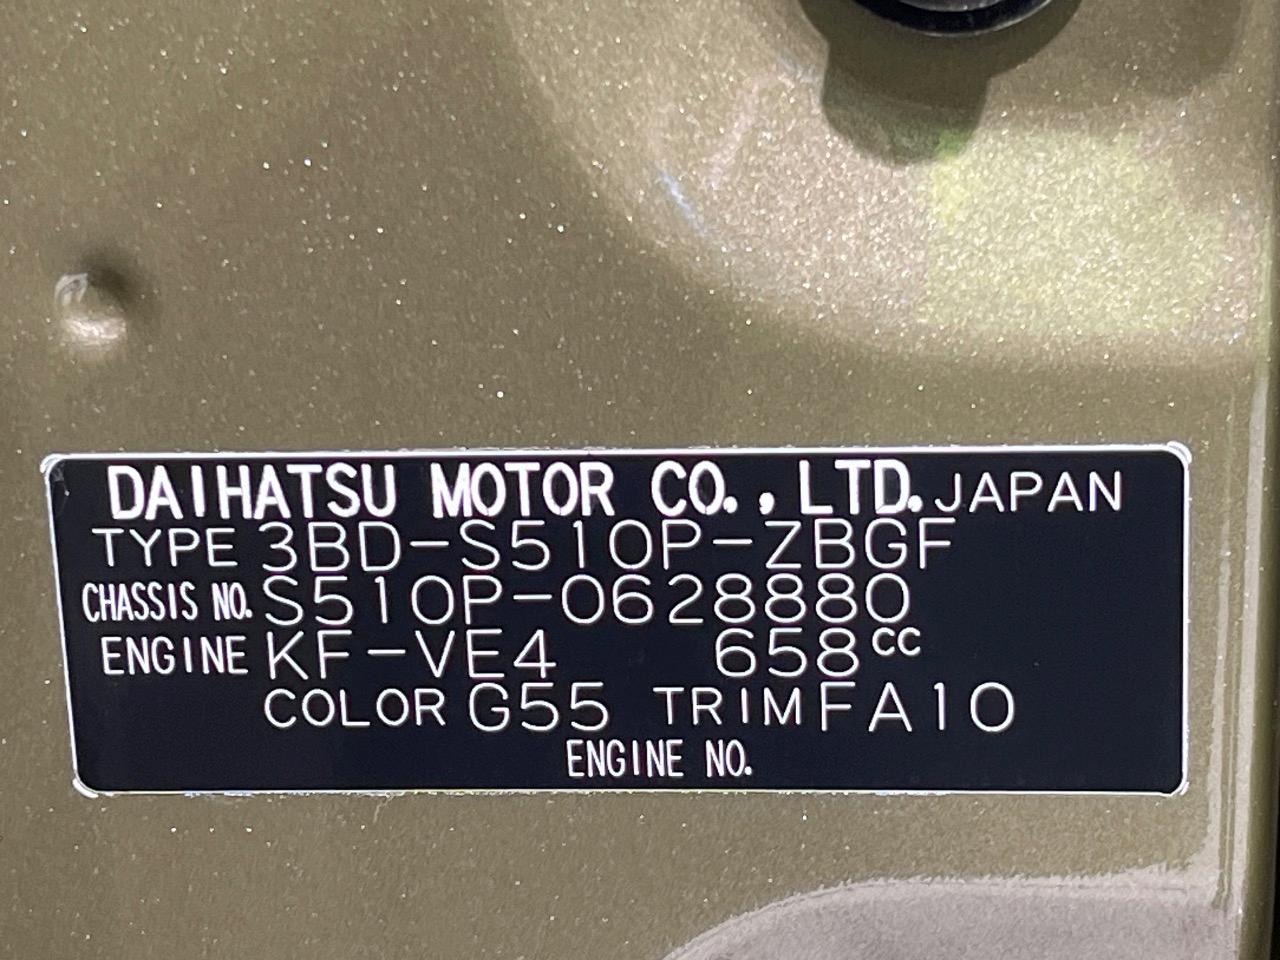 DAIHATSU MOTOR CO., LTD. JAPAN
TYPE 3BD-S510P-ZBGF
CHASSIS NO. S510P-0628880
ENGINE KF-VE4 658cc
COLOR G55 TRIM FA10
ENGINE NO.